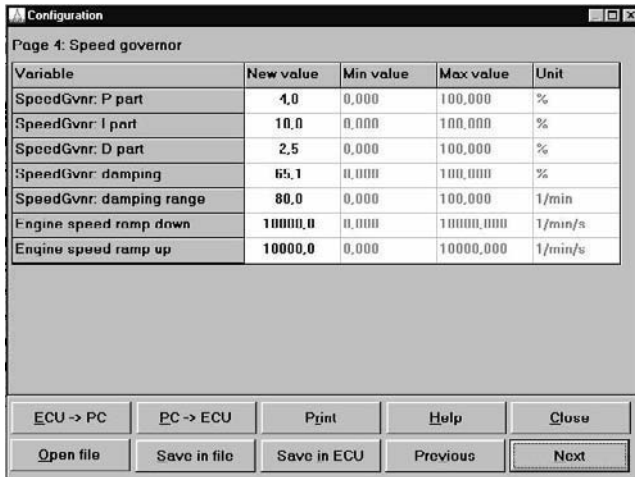 Configuration
Page 4: Speed governor
Variable New value Min value Max value Unit
SpeedGvnr: P part 4,0 0,000 100,000 %
SpeedGvnr: I part 10,0 0,000 100,000 %
SpeedGvnr: D part 2,5 0,000 100,000 %
SpeedGvnr: damping 65,1 0,000 100,000 %
SpeedGvnr: damping range 80,0 0,000 100,000 1/min
Engine speed ramp down 10000,0 0,000 10000,000 1/min/s
Engine speed ramp up 10000,0 0,000 10000,000 1/min/s
ECU -> PC PC -> ECU Print Help Close
Open file Save in file Save in ECU Previous Next